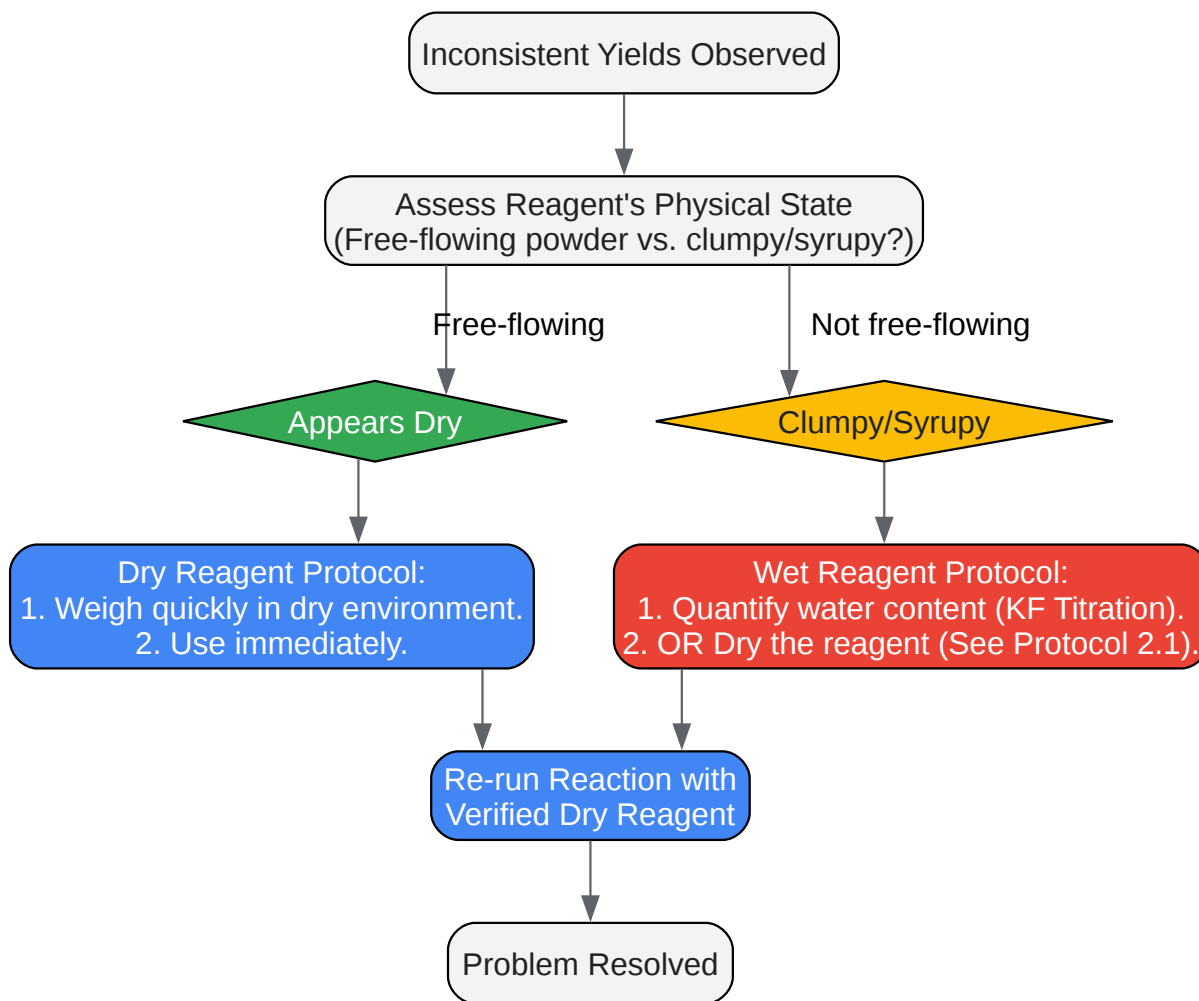 Inconsistent Yields Observed
Assess Reagent's Physical State
(Free-flowing powder vs. clumpy/syrupy?)
Free-flowing
Not free-flowing
Appears Dry
Clumpy/Syrupy
Dry Reagent Protocol:
1. Weigh quickly in dry environment.
2. Use immediately.
Wet Reagent Protocol:
1. Quantify water content (KF Titration).
2. OR Dry the reagent (See Protocol 2.1).
Re-run Reaction with
Verified Dry Reagent
Problem Resolved